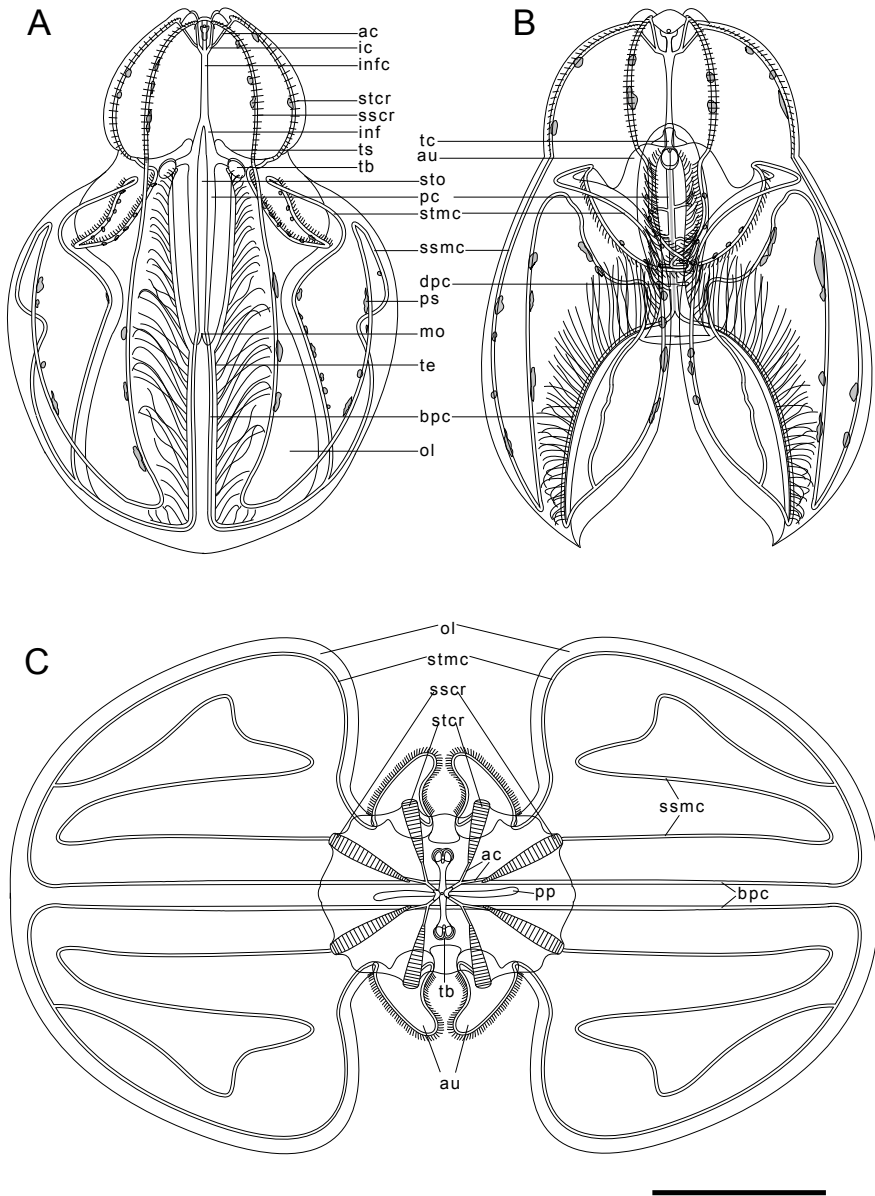 A
B
ac
ic
infc
stcr
sscr
inf
ts
tb
tc
au
sto
pc
stmc
ssmc
dpc
ps
mo
te
bpc
ol
C
ol
stmc
sscr
stcr
ssmc
ac
pp
bpc
tb
au